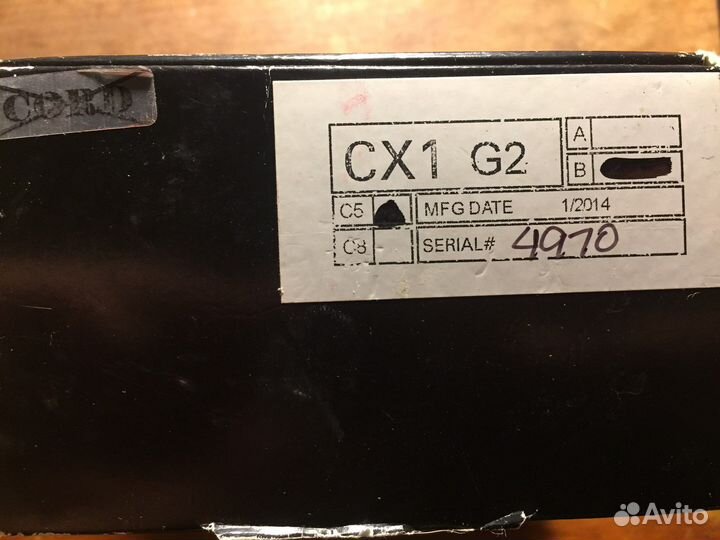 CORD
CX1 G2
A
B
C5
MFG DATE 1/2014
C8
SERIAL# 4970
Avito